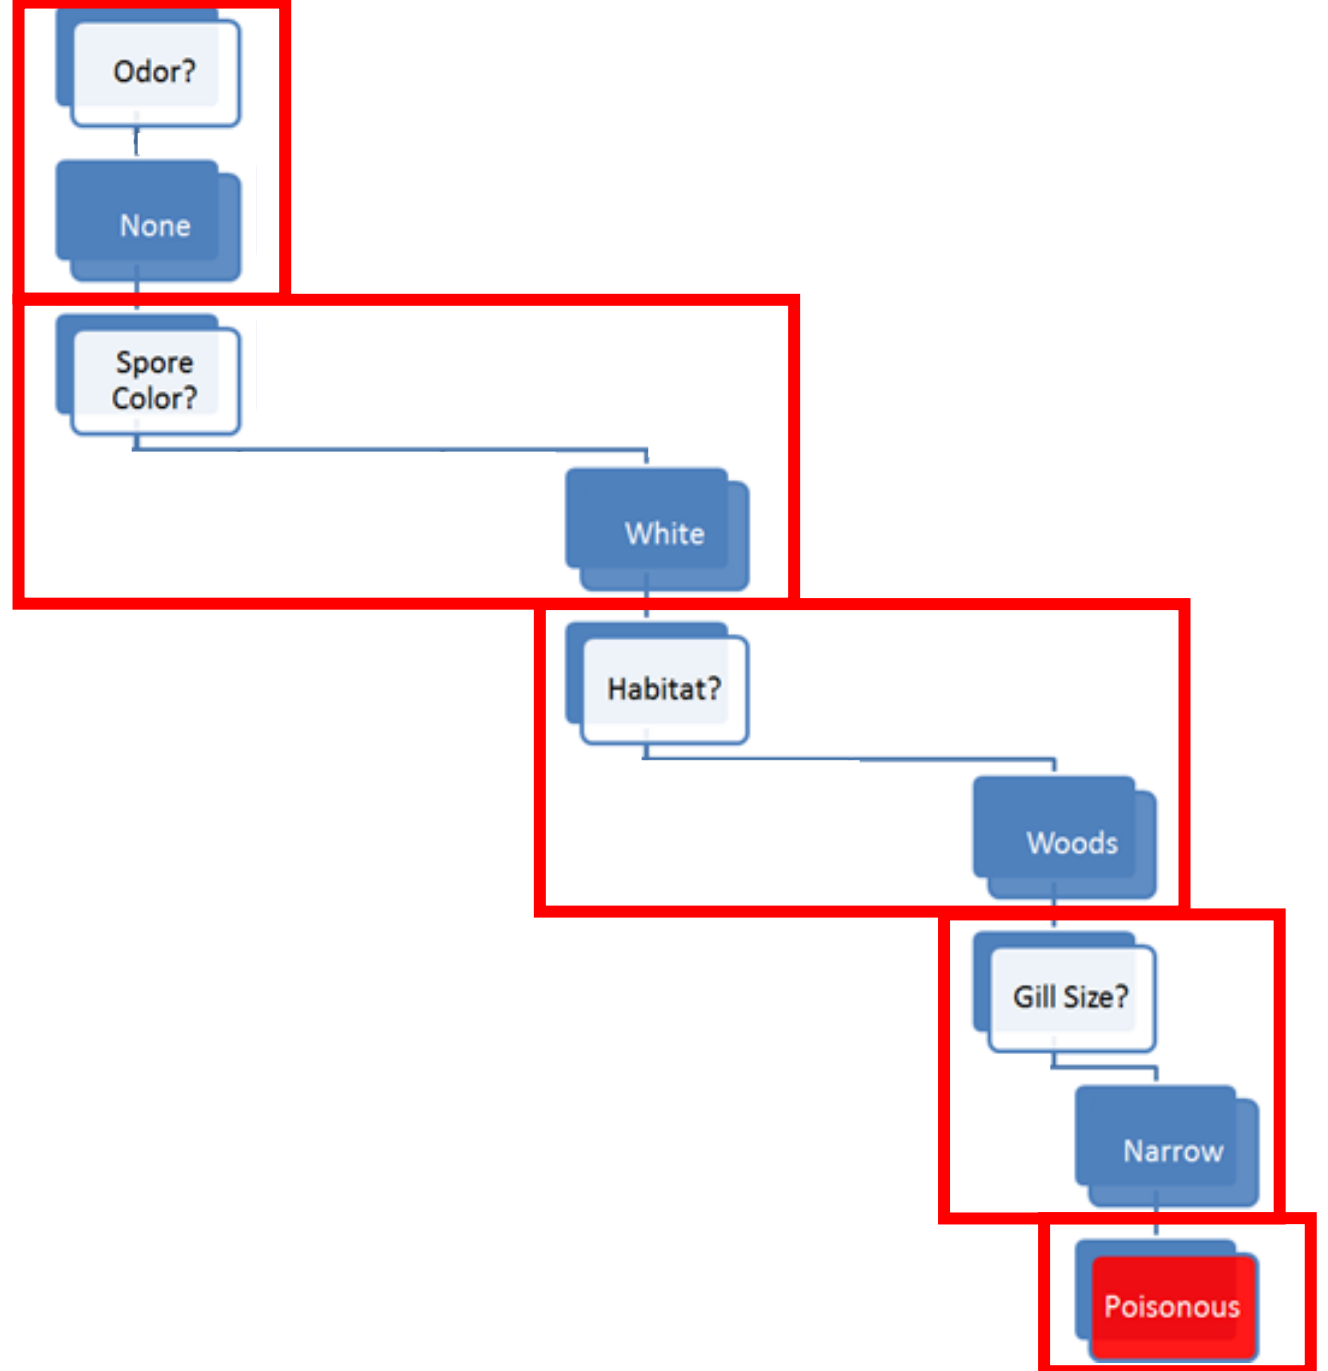 Odor?
None
Spore
Color?
White
Habitat?
Woods
Gill Size?
Narrow
Poisonous